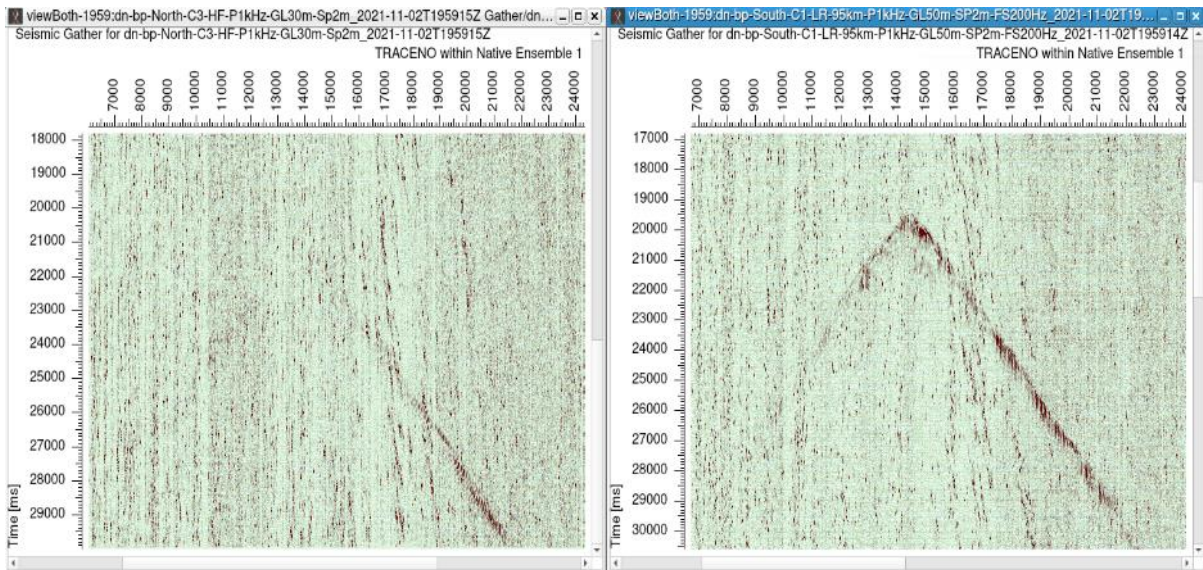 viewBoth-1959:dn-bp-North-C3-HF-P1kHz-GL30m-Sp2m_2021-11-02T195915Z Gather/dn...
Seismic Gather for dn-bp-North-C3-HF-P1kHz-GL30m-Sp2m_2021-11-02T195915Z
TRACENO within Native Ensemble 1
7000 8000 9000 10000 11000 12000 13000 14000 15000 16000 17000 18000 19000 20000 21000 22000 23000 24000
18000
19000
20000
21000
22000
23000
24000
25000
26000
27000
28000
29000
Time [ms]
viewBoth-1959:dn-bp-South-C1-LR-95km-P1kHz-GL50m-SP2m-FS200Hz_2021-11-02T19...
Seismic Gather for dn-bp-South-C1-LR-95km-P1kHz-GL50m-SP2m-FS200Hz_2021-11-02T195914Z
TRACENO within Native Ensemble 1
7000 8000 9000 10000 11000 12000 13000 14000 15000 16000 17000 18000 19000 20000 21000 22000 23000 24000
17000
18000
19000
20000
21000
22000
23000
24000
25000
26000
27000
28000
29000
30000
Time [ms]